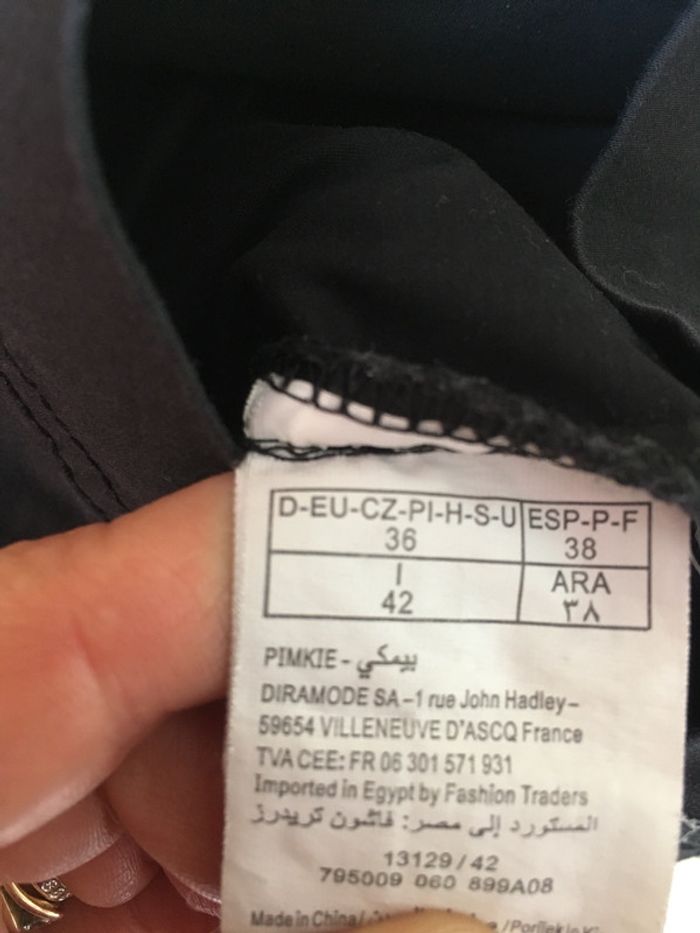 D-EU-CZ-PI-H-S-U ESP-P-F
36 38
I ARA
42 ٣٨
PIMKIE - بيمكي
DIRAMODE SA -1 rue John Hadley-
59654 VILLENEUVE D'ASCQ France
TVA CEE: FR 06 301 571 931
Imported in Egypt by Fashion Traders
المستورد إلى مصر: فاشون تريدرز
13129 / 42
795009 060 899A08
Made in China/